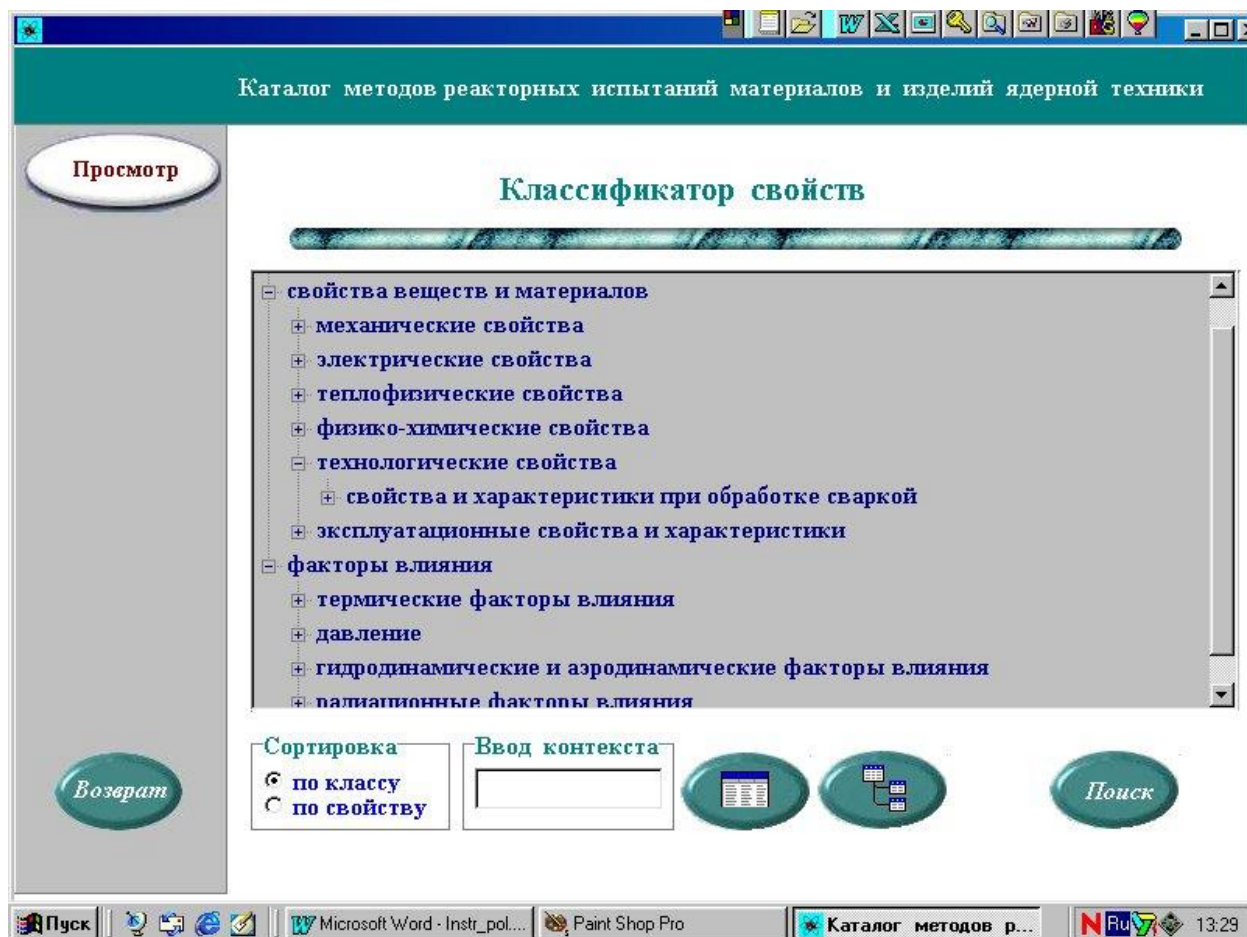 Каталог методов реакторных испытаний материалов и изделий ядерной техники
Просмотр
Классификатор свойств
свойства веществ и материалов
механические свойства
электрические свойства
теплофизические свойства
физико-химические свойства
технологические свойства
свойства и характеристики при обработке сваркой
эксплуатационные свойства и характеристики
факторы влияния
термические факторы влияния
давление
гидродинамические и аэродинамические факторы влияния
радиационные факторы влияния
Сортировка
по классу
по свойству
Ввод контекста
Возврат
Поиск
Пуск
Microsoft Word - Instr_pol....
Paint Shop Pro
Каталог методов р...
N
Ru
13:29